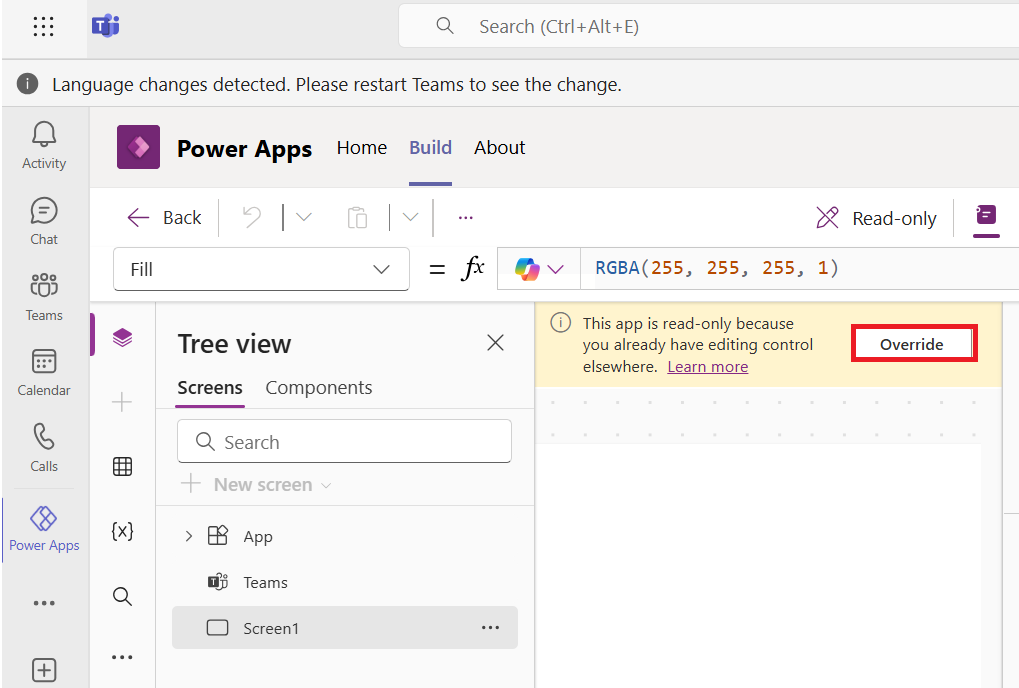 Search (Ctrl+Alt+E)
Language changes detected. Please restart Teams to see the change.
Activity
Chat
Teams
Calendar
Calls
Power Apps
Power Apps Home Build About
Back Read-only
Fill = fx RGBA(255, 255, 255, 1)
Tree view
Screens Components
Search
New screen
App
Teams
Screen1
This app is read-only because
you already have editing control
elsewhere. Learn more
Override